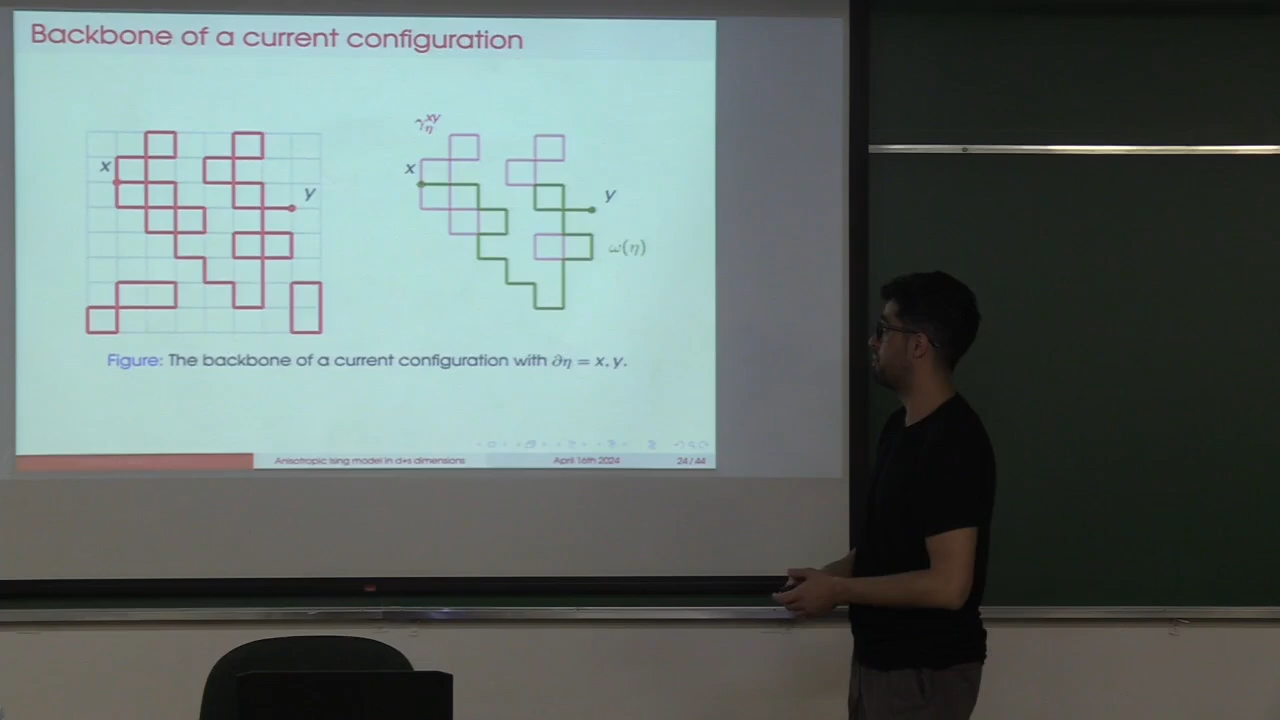 Backbone of a current configuration
γ_η^{xy}
x
y
x
y
ω(η)
Figure: The backbone of a current configuration with ∂η = x, y.
Anisotropic Ising model in d+s dimensions April 16th 2024 24 / 44